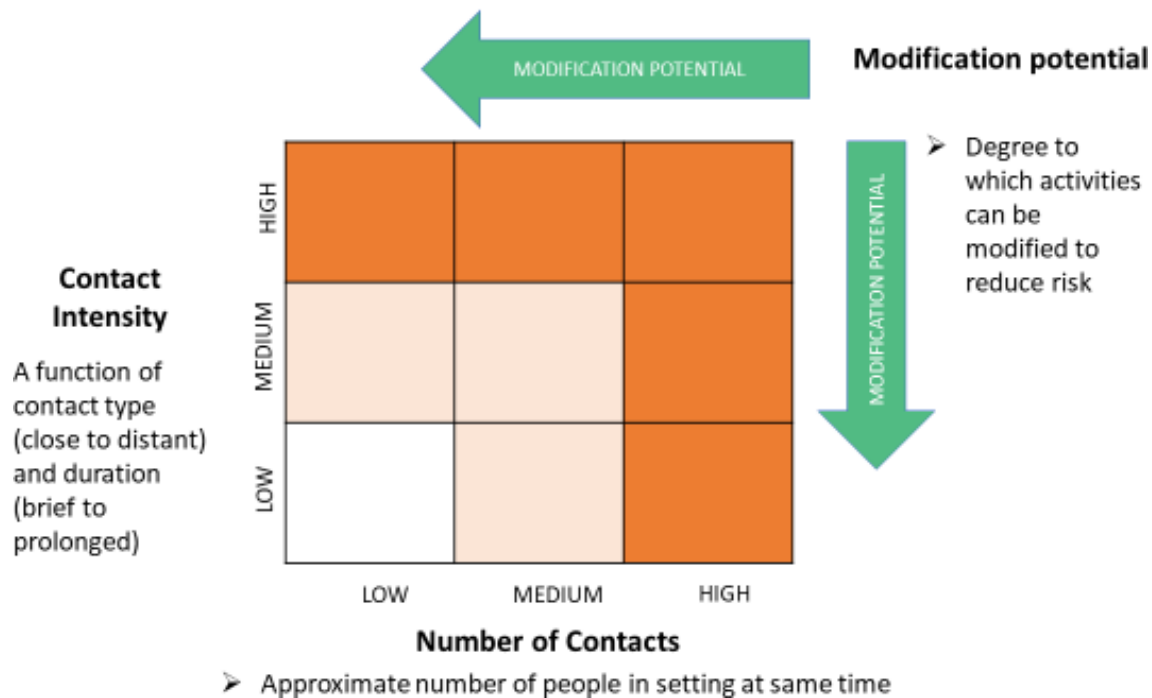 MODIFICATION POTENTIAL
Modification potential
➢ Degree to
which activities
can be
modified to
reduce risk
MODIFICATION POTENTIAL
Contact
Intensity
A function of
contact type
(close to distant)
and duration
(brief to
prolonged)
HIGH
MEDIUM
LOW
LOW MEDIUM HIGH
Number of Contacts
➢ Approximate number of people in setting at same time